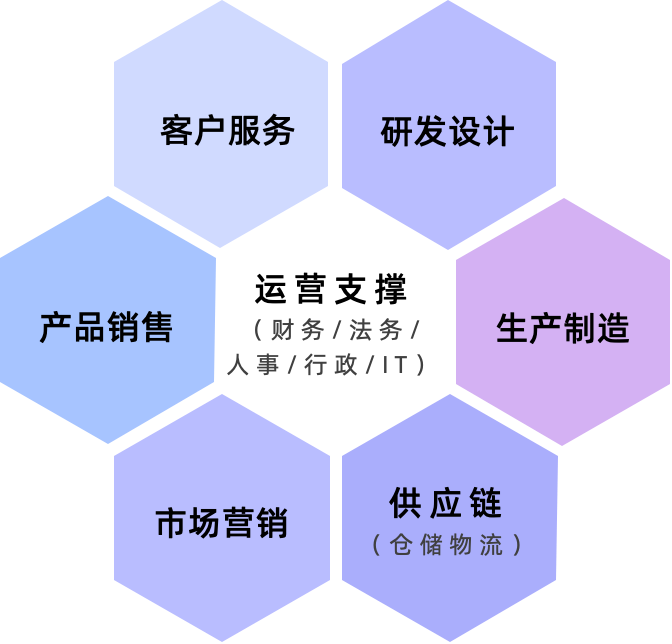 客户服务
研发设计
运营支撑
（财务/法务/
人事/行政/IT）
产品销售
生产制造
市场营销
供应链
（仓储物流）